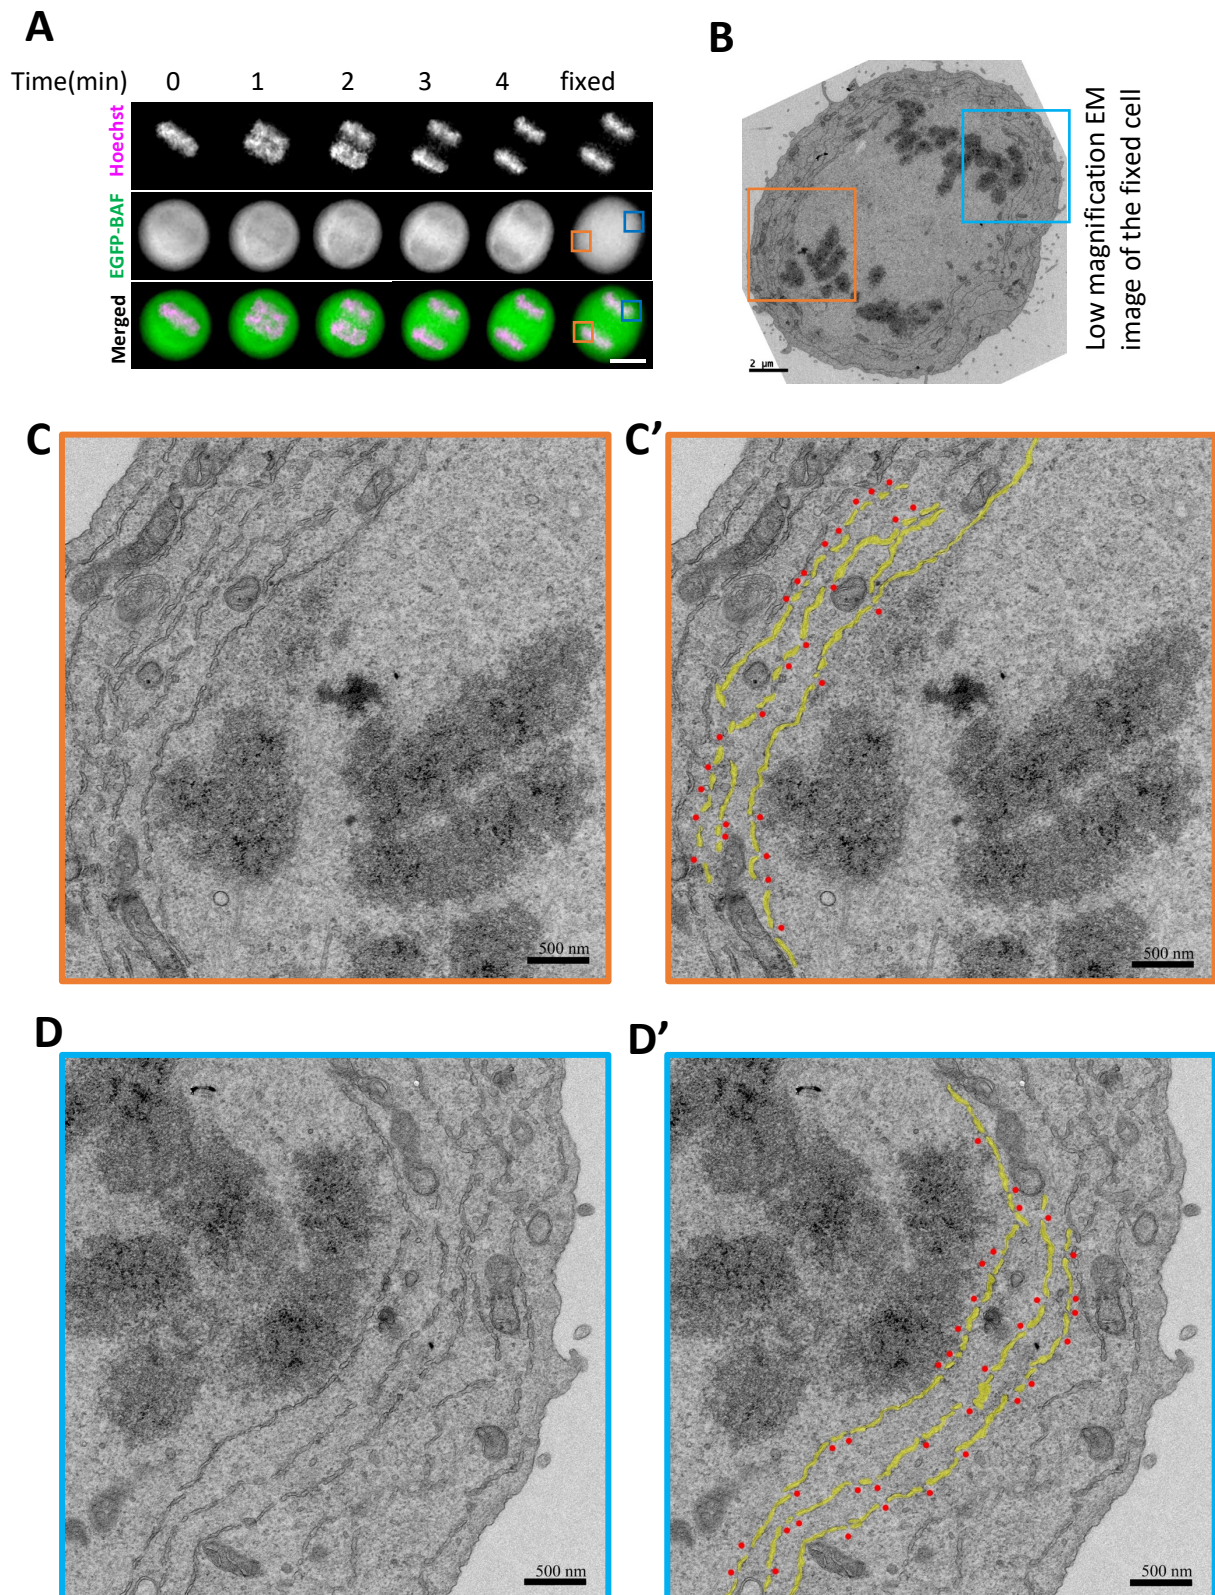 A
Time(min) 0 1 2 3 4 fixed
Hoechst
EGFP-BAF
Merged
B
2 µm
Low magnification EM
image of the fixed cell
C
500 nm
C’
500 nm
D
500 nm
D’
500 nm